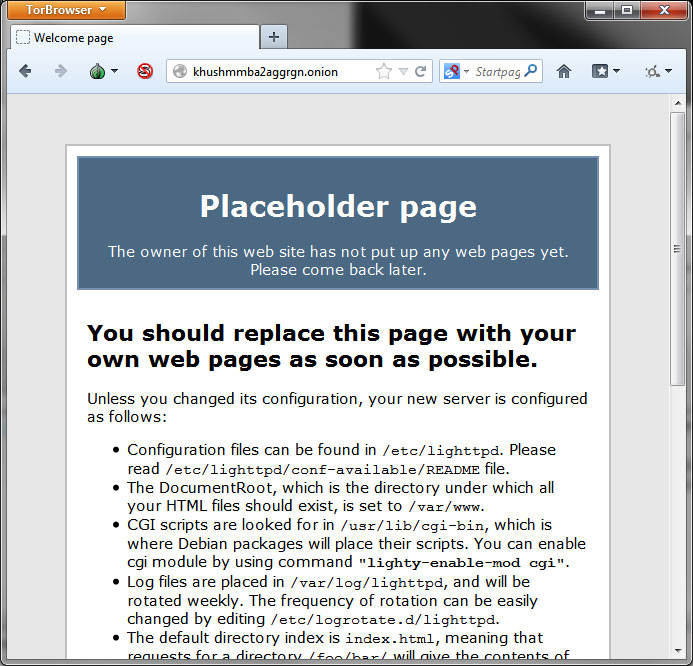 TorBrowser
Welcome page
khushmmba2aggrgn.onion
Startpag
Placeholder page
The owner of this web site has not put up any web pages yet.
Please come back later.
You should replace this page with your
own web pages as soon as possible.
Unless you changed its configuration, your new server is configured
as follows:
• Configuration files can be found in /etc/lighttpd. Please
read /etc/lighttpd/conf-available/README file.
• The DocumentRoot, which is the directory under which all
your HTML files should exist, is set to /var/www.
• CGI scripts are looked for in /usr/lib/cgi-bin, which is
where Debian packages will place their scripts. You can enable
cgi module by using command "lighty-enable-mod cgi".
• Log files are placed in /var/log/lighttpd, and will be
rotated weekly. The frequency of rotation can be easily
changed by editing /etc/logrotate.d/lighttpd.
• The default directory index is index.html, meaning that
requests for a directory /foo/bar/ will give the contents of